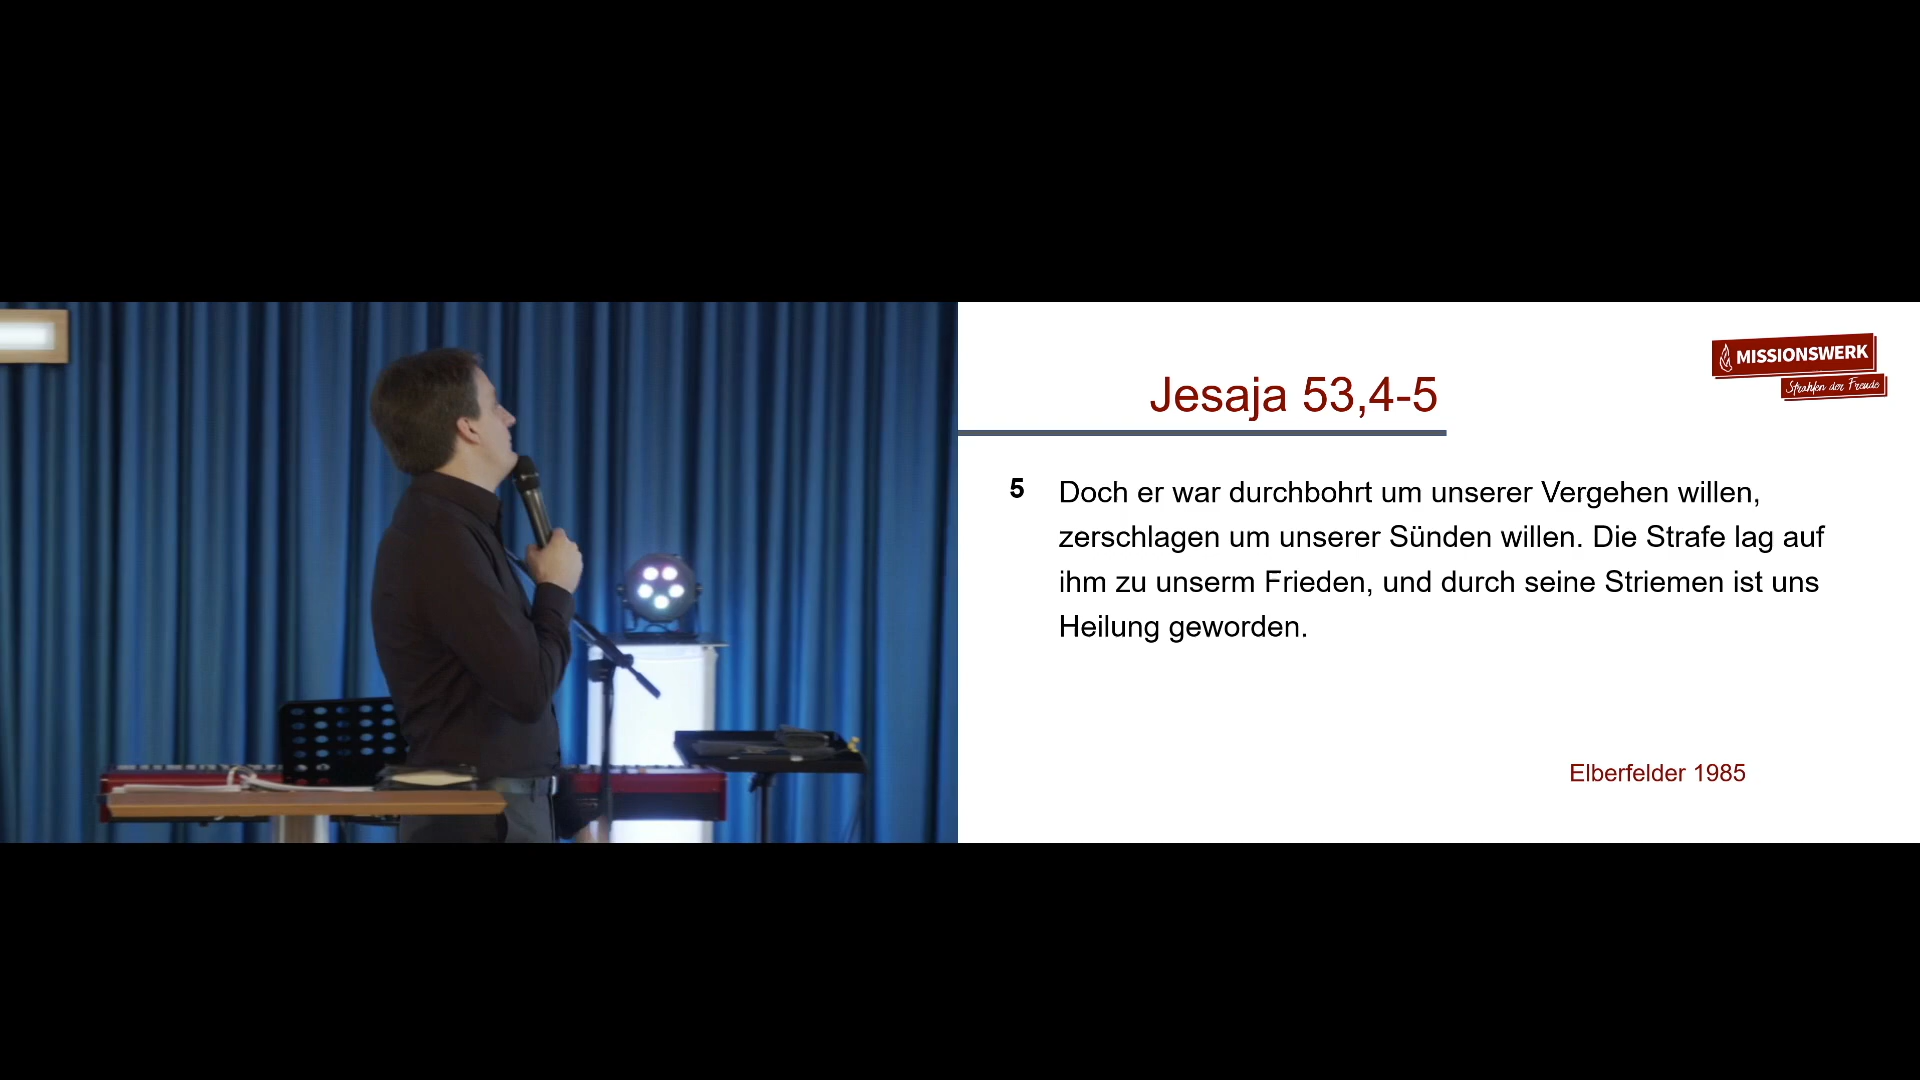 MISSIONSWERK
Strahlen der Freude
Jesaja 53,4-5
5 Doch er war durchbohrt um unserer Vergehen willen,
zerschlagen um unserer Sünden willen. Die Strafe lag auf
ihm zu unserm Frieden, und durch seine Striemen ist uns
Heilung geworden.
Elberfelder 1985